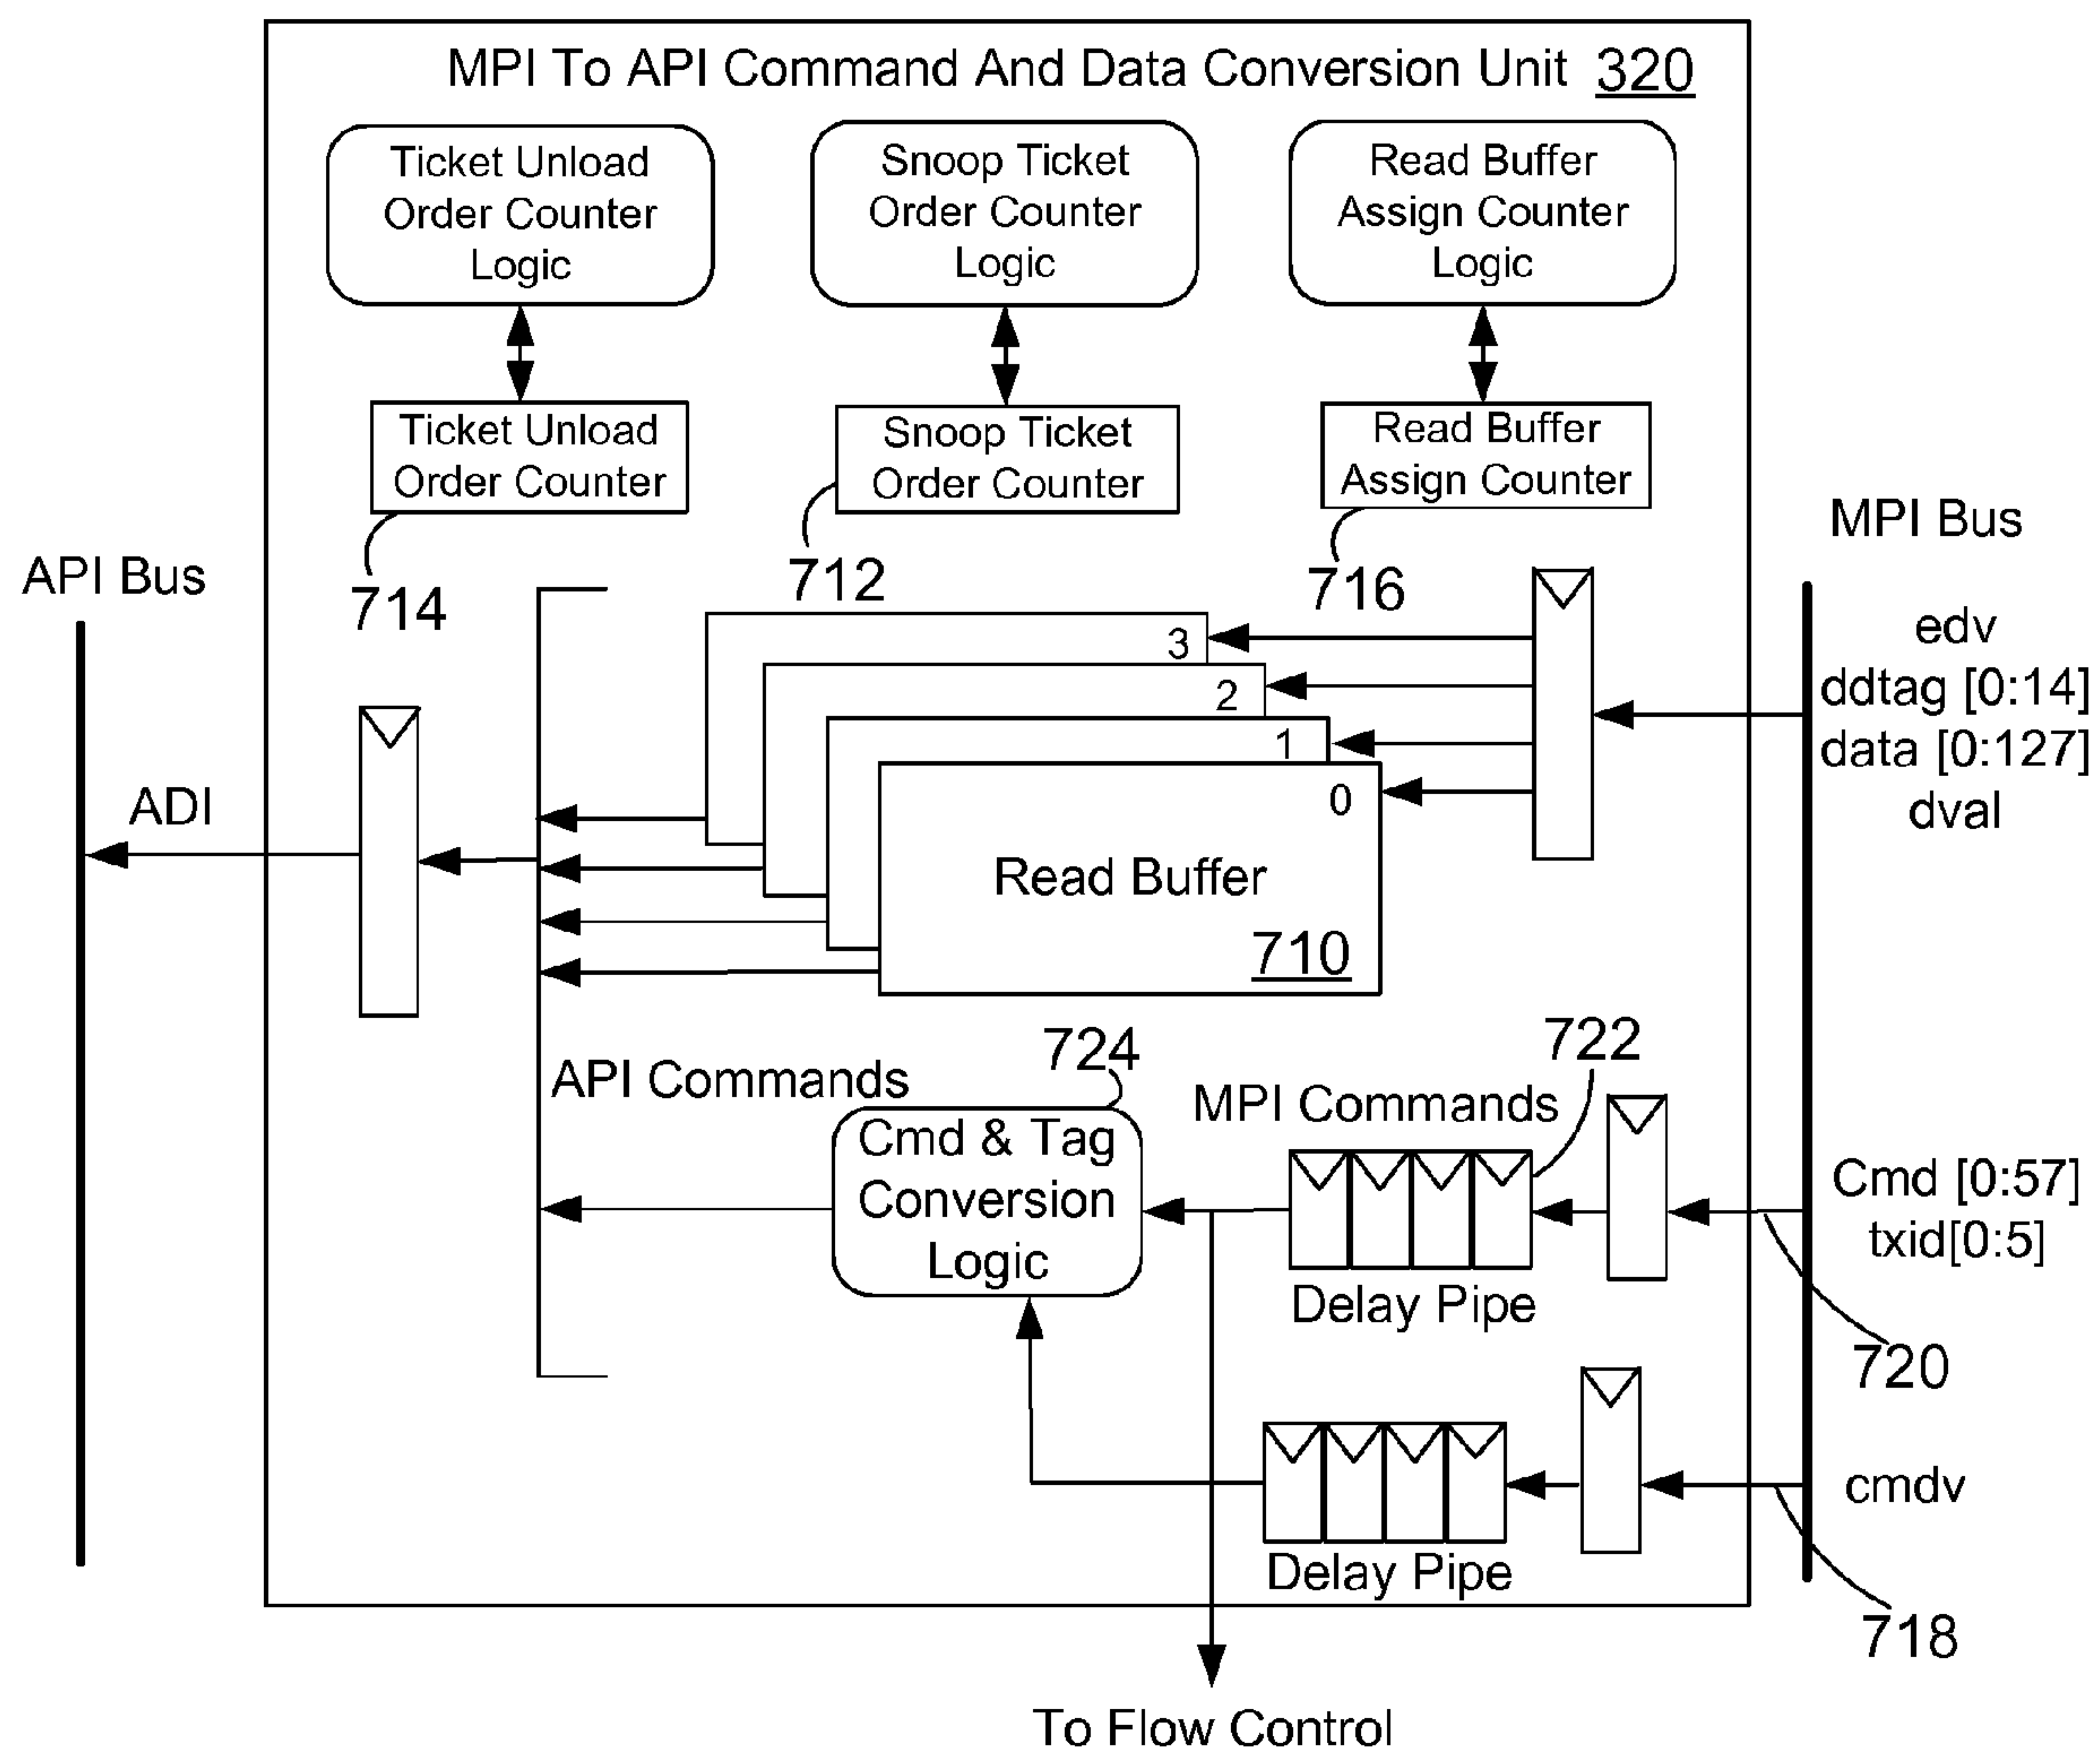 MPI To API Command And Data Conversion Unit 320
Ticket Unload
Order Counter
Logic
Snoop Ticket
Order Counter
Logic
Read Buffer
Assign Counter
Logic
Ticket Unload
Order Counter
Snoop Ticket
Order Counter
Read Buffer
Assign Counter
714
712
716
API Bus
MPI Bus
edv
ddtag [0:14]
data [0:127]
dval
3
2
1
0
Read Buffer
710
ADI
API Commands
724
Cmd & Tag
Conversion
Logic
MPI Commands
722
Delay Pipe
Cmd [0:57]
txid[0:5]
720
Delay Pipe
cmdv
718
To Flow Control